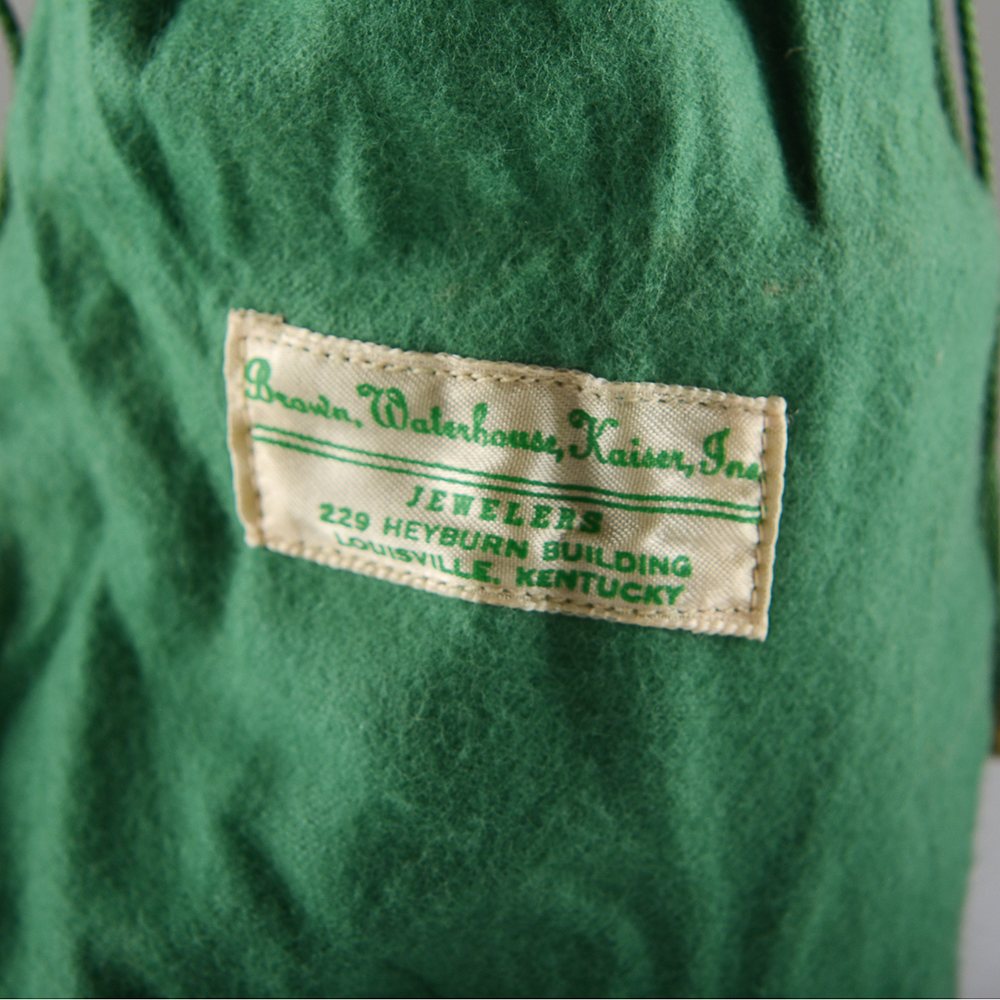 Brown, Waterhouse, Kaiser, Inc.
JEWELERS
229 HEYBURN BUILDING
LOUISVILLE, KENTUCKY